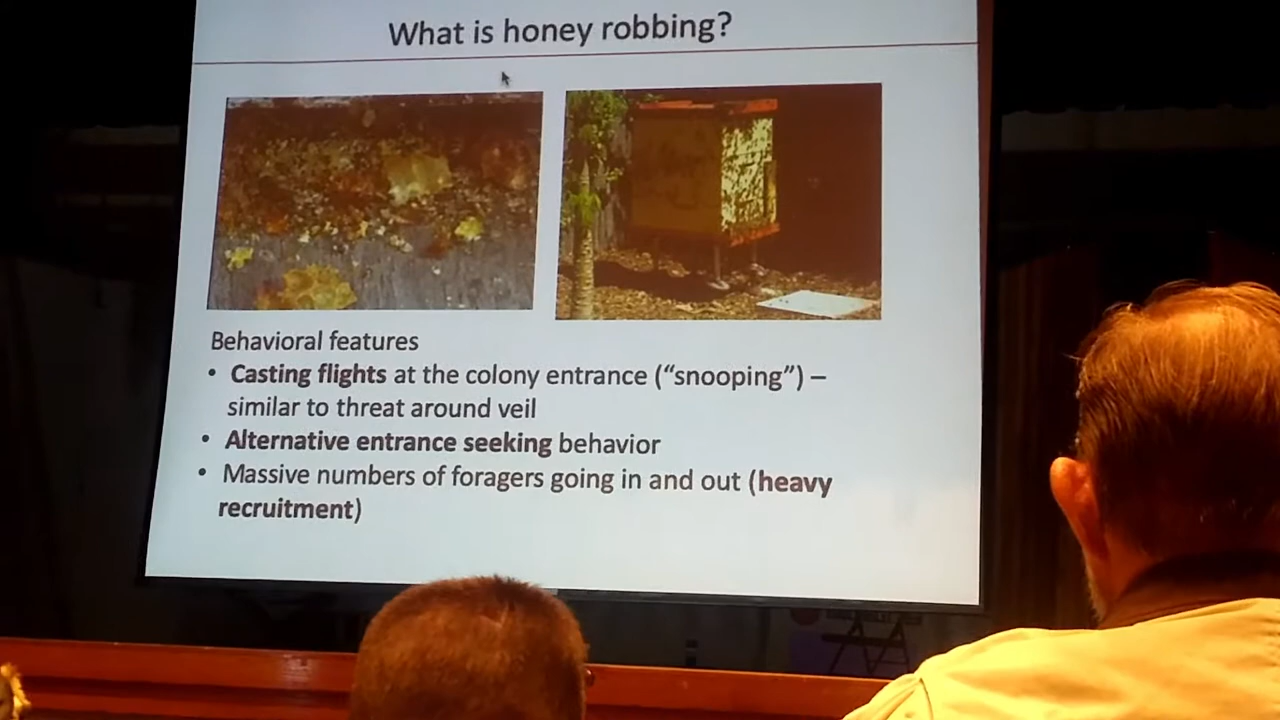 What is honey robbing?
Behavioral features
• Casting flights at the colony entrance (“snooping”) –
similar to threat around veil
• Alternative entrance seeking behavior
• Massive numbers of foragers going in and out (heavy
recruitment)